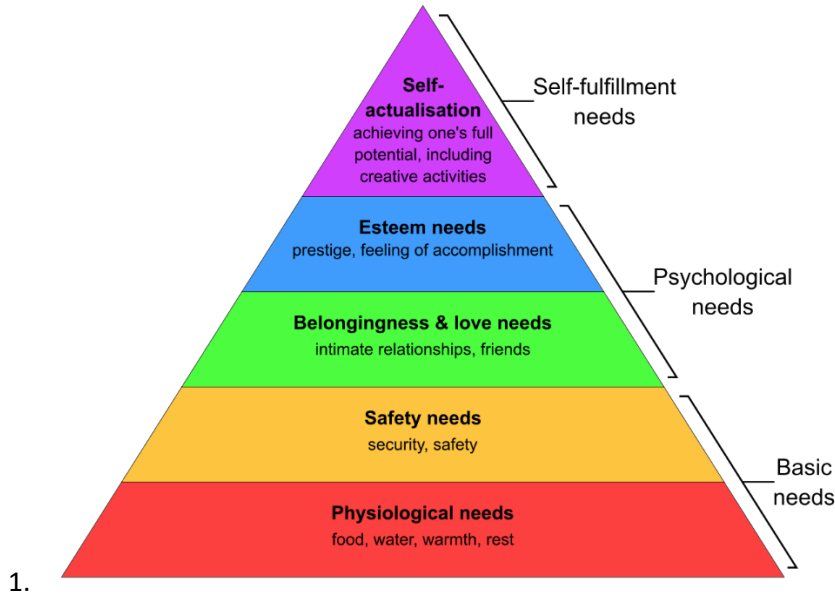 Self-
actualisation
achieving one's full
potential, including
creative activities
Self-fulfillment
needs
Esteem needs
prestige, feeling of accomplishment
Psychological
needs
Belongingness & love needs
intimate relationships, friends
Safety needs
security, safety
Basic
needs
Physiological needs
food, water, warmth, rest
1.